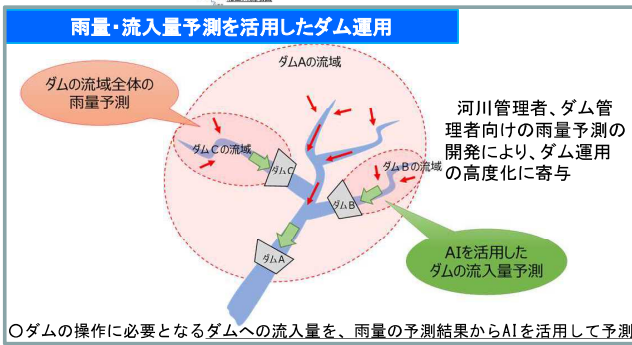 雨量・流入量予測を活用したダム運用
ダムAの流域
ダムの流域全体の
雨量予測
河川管理者、ダム管
理者向けの雨量予測の
開発により、ダム運用
の高度化に寄与
ダムCの流域
ダムBの流域
ダムC
ダムB
AIを活用した
ダムの流入量予測
ダムA
〇ダムの操作に必要となるダムへの流入量を、雨量の予測結果からAIを活用して予測